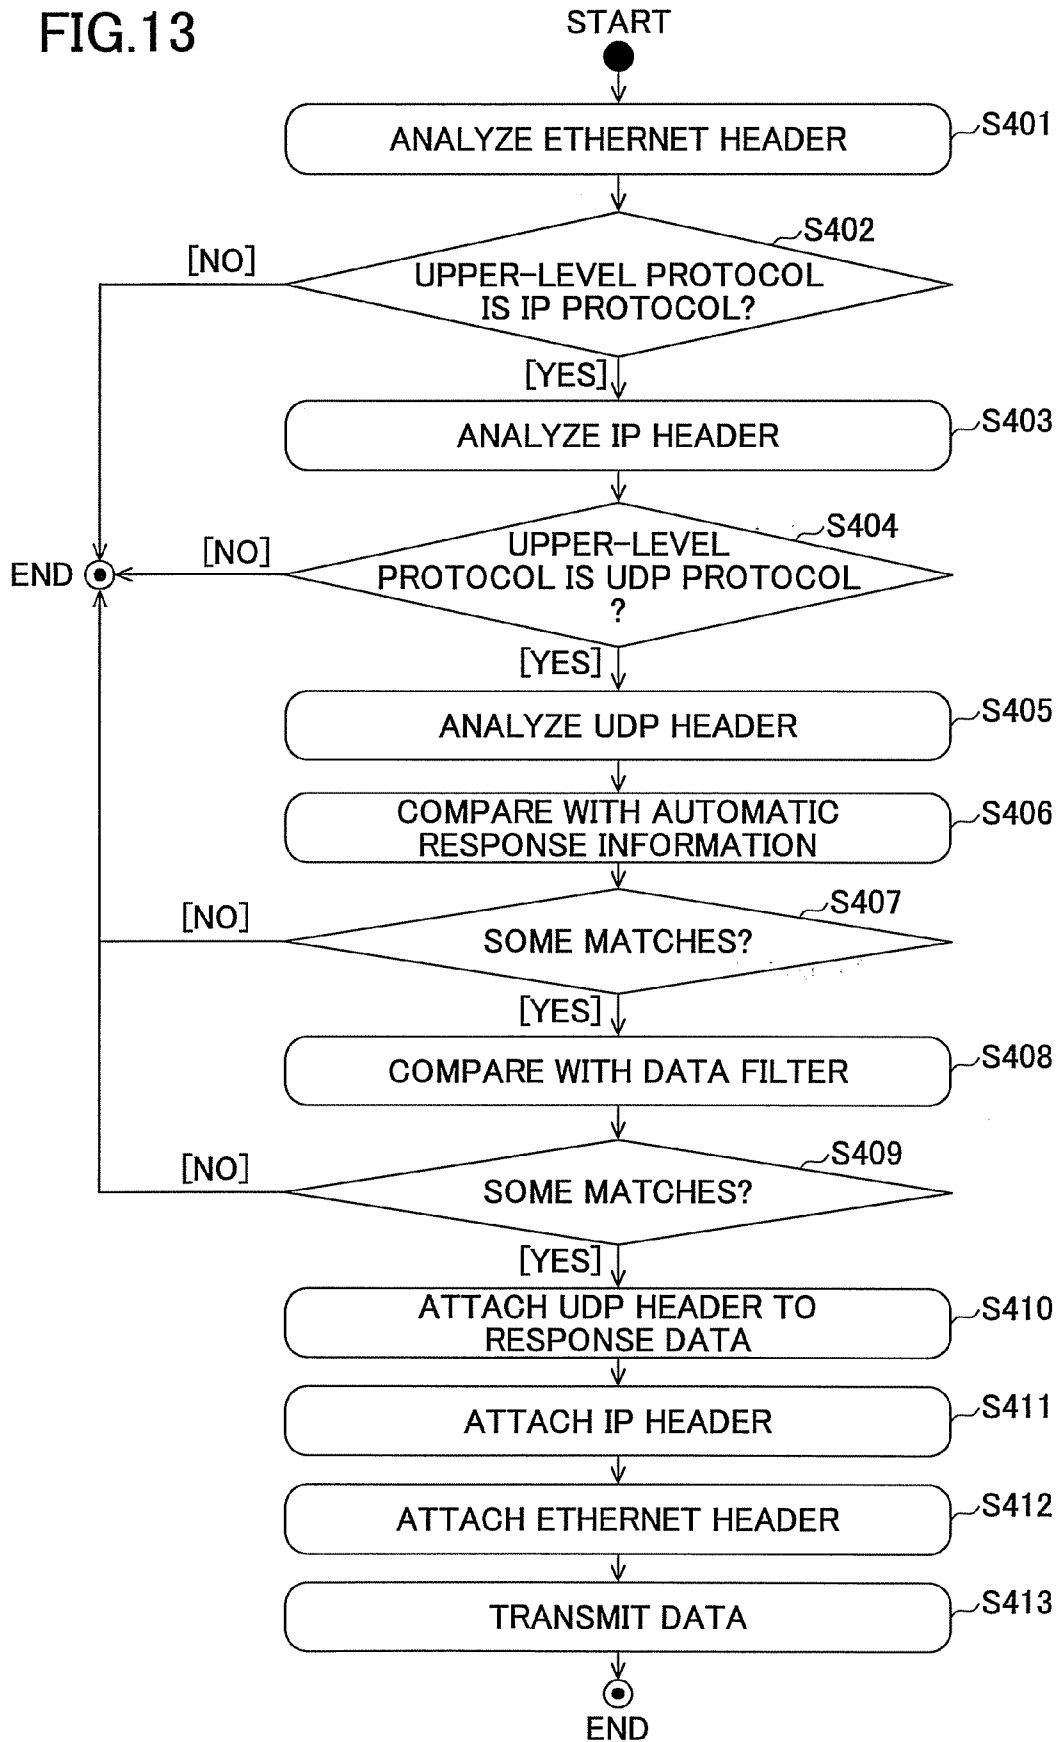 FIG.13
START
ANALYZE ETHERNET HEADER
S401
S402
[NO]
UPPER-LEVEL PROTOCOL
IS IP PROTOCOL?
[YES]
ANALYZE IP HEADER
S403
S404
[NO]
UPPER-LEVEL
PROTOCOL IS UDP PROTOCOL
?
END
[YES]
ANALYZE UDP HEADER
S405
COMPARE WITH AUTOMATIC
RESPONSE INFORMATION
S406
S407
[NO]
SOME MATCHES?
[YES]
COMPARE WITH DATA FILTER
S408
S409
[NO]
SOME MATCHES?
[YES]
ATTACH UDP HEADER TO
RESPONSE DATA
S410
ATTACH IP HEADER
S411
ATTACH ETHERNET HEADER
S412
TRANSMIT DATA
S413
END